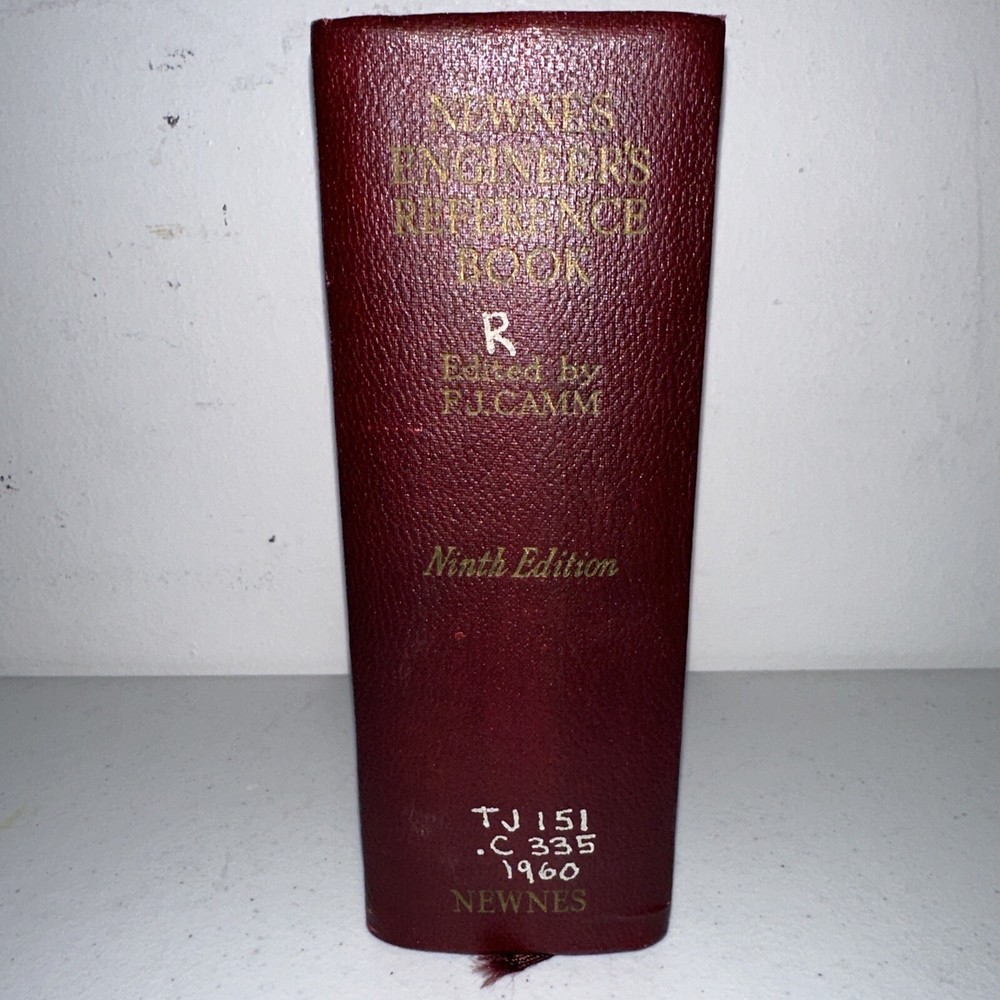 NEWNES
ENGINEER'S
REFERENCE
BOOK
R
Edited by
F.J.CAMM
Ninth Edition
TJ 151
.C 335
1960
NEWNES